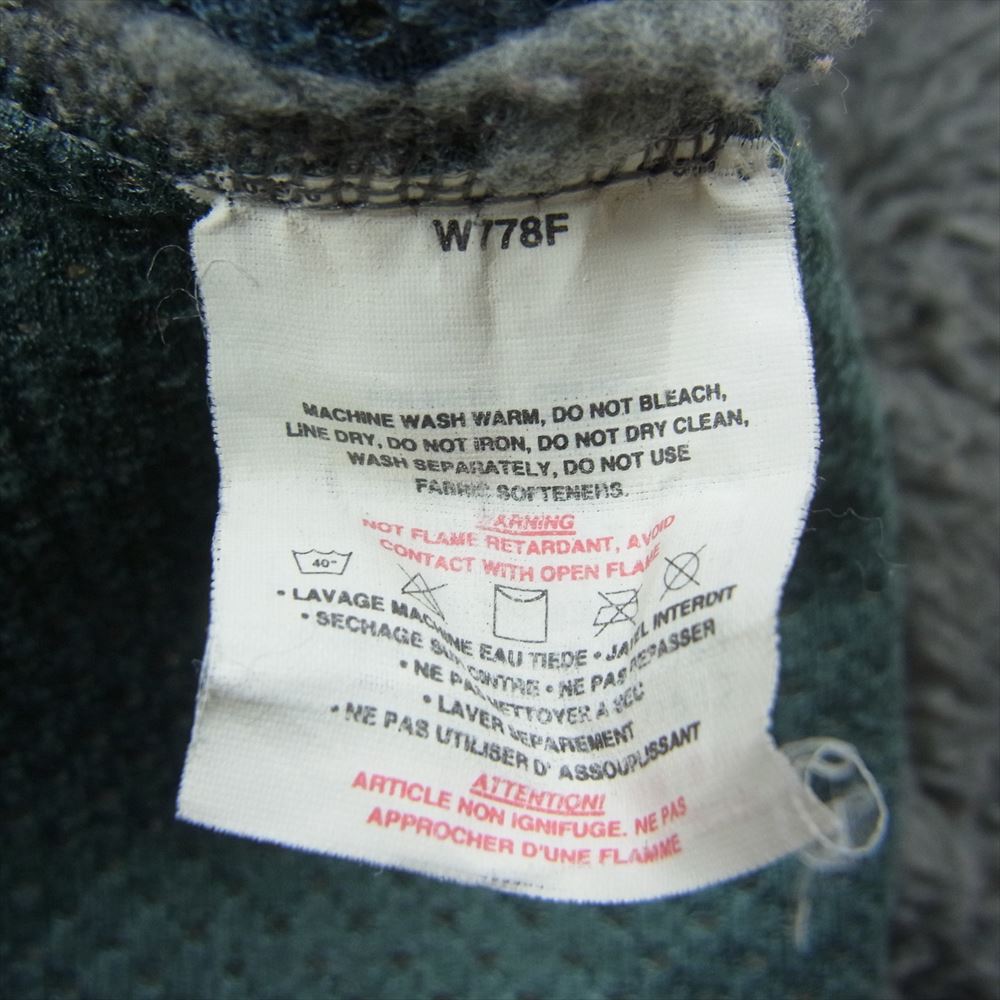 W778F
MACHINE WASH WARM, DO NOT BLEACH,
LINE DRY, DO NOT IRON, DO NOT DRY CLEAN,
WASH SEPARATELY, DO NOT USE
FABRIC SOFTENERS.
WARNING
NOT FLAME RETARDANT, AVOID
CONTACT WITH OPEN FLAME
40°
• LAVAGE MACHINE EAU TIEDE • JAVEL INTERDIT
• SECHAGE SUR CONTRE • NE PAS REPASSER
• NE PAS NETTOYER A SEC
• LAVER SEPAREMENT
• NE PAS UTILISER D' ASSOUPLISSANT
ATTENTION!
ARTICLE NON IGNIFUGE. NE PAS
APPROCHER D'UNE FLAMME